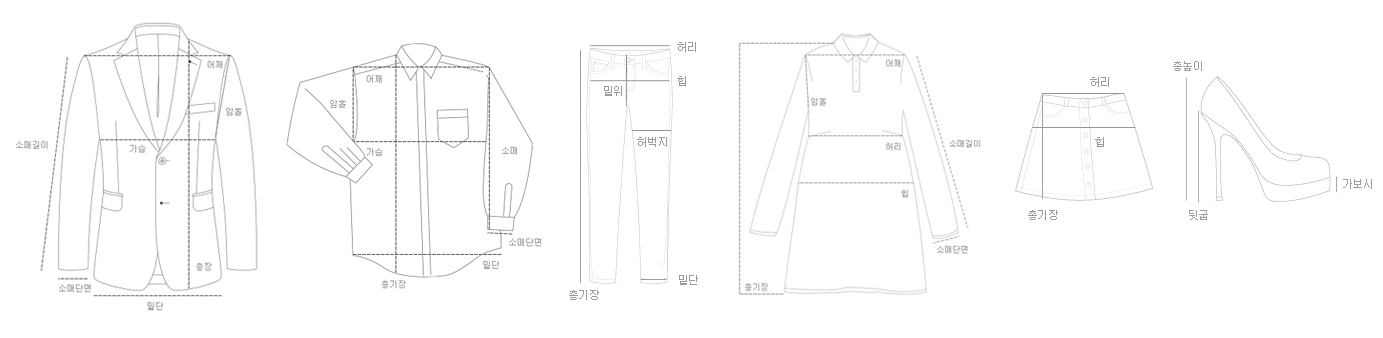 어깨
암홀
소매길이
가슴
총장
소매단면
밑단
어깨
암홀
가슴
소매
소매단면
밑단
총기장
허리
힙
밑위
허벅지
밑단
총기장
어깨
암홀
허리
소매길이
힙
소매단면
총기장
허리
힙
총기장
총높이
가보시
뒷굽